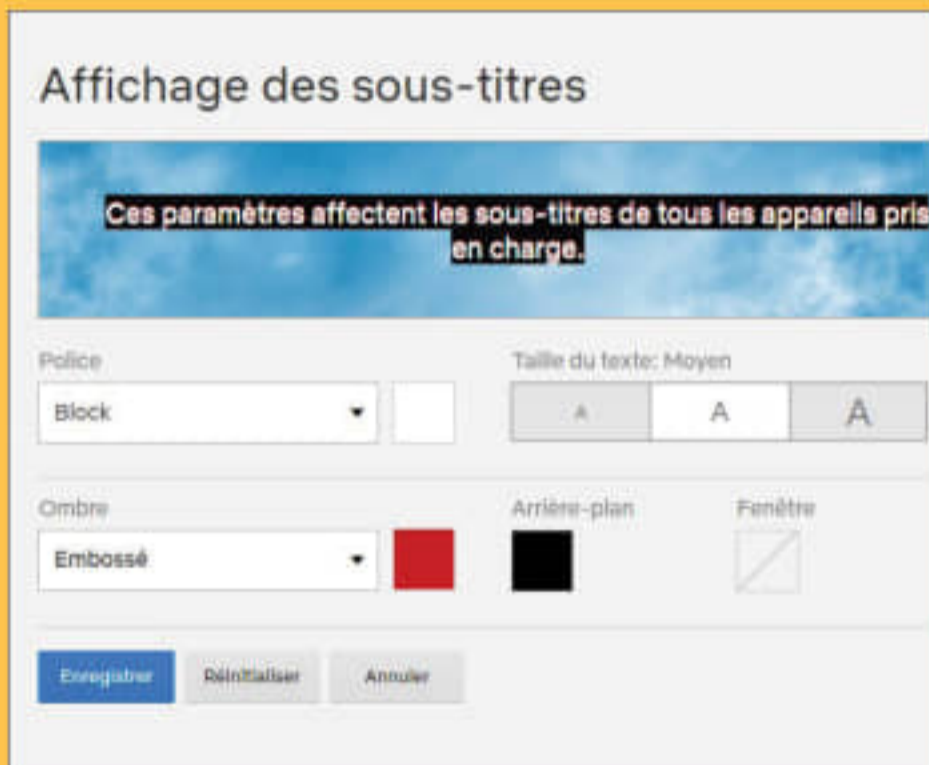 Affichage des sous-titres
Ces paramètres affectent les sous-titres de tous les appareils pris
en charge.
Police
Taille du texte: Moyen
Block
A A A
Ombre
Arrière-plan
Fenêtre
Embossé
Enregistrer
Réinitialiser
Annuler